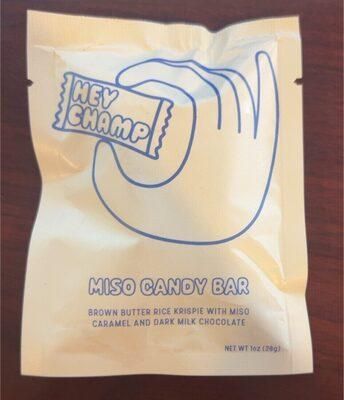 HEY
CHAMP
MISO CANDY BAR
BROWN BUTTER RICE KRISPIE WITH MISO
CARAMEL AND DARK MILK CHOCOLATE
NET WT 1oz (28g)